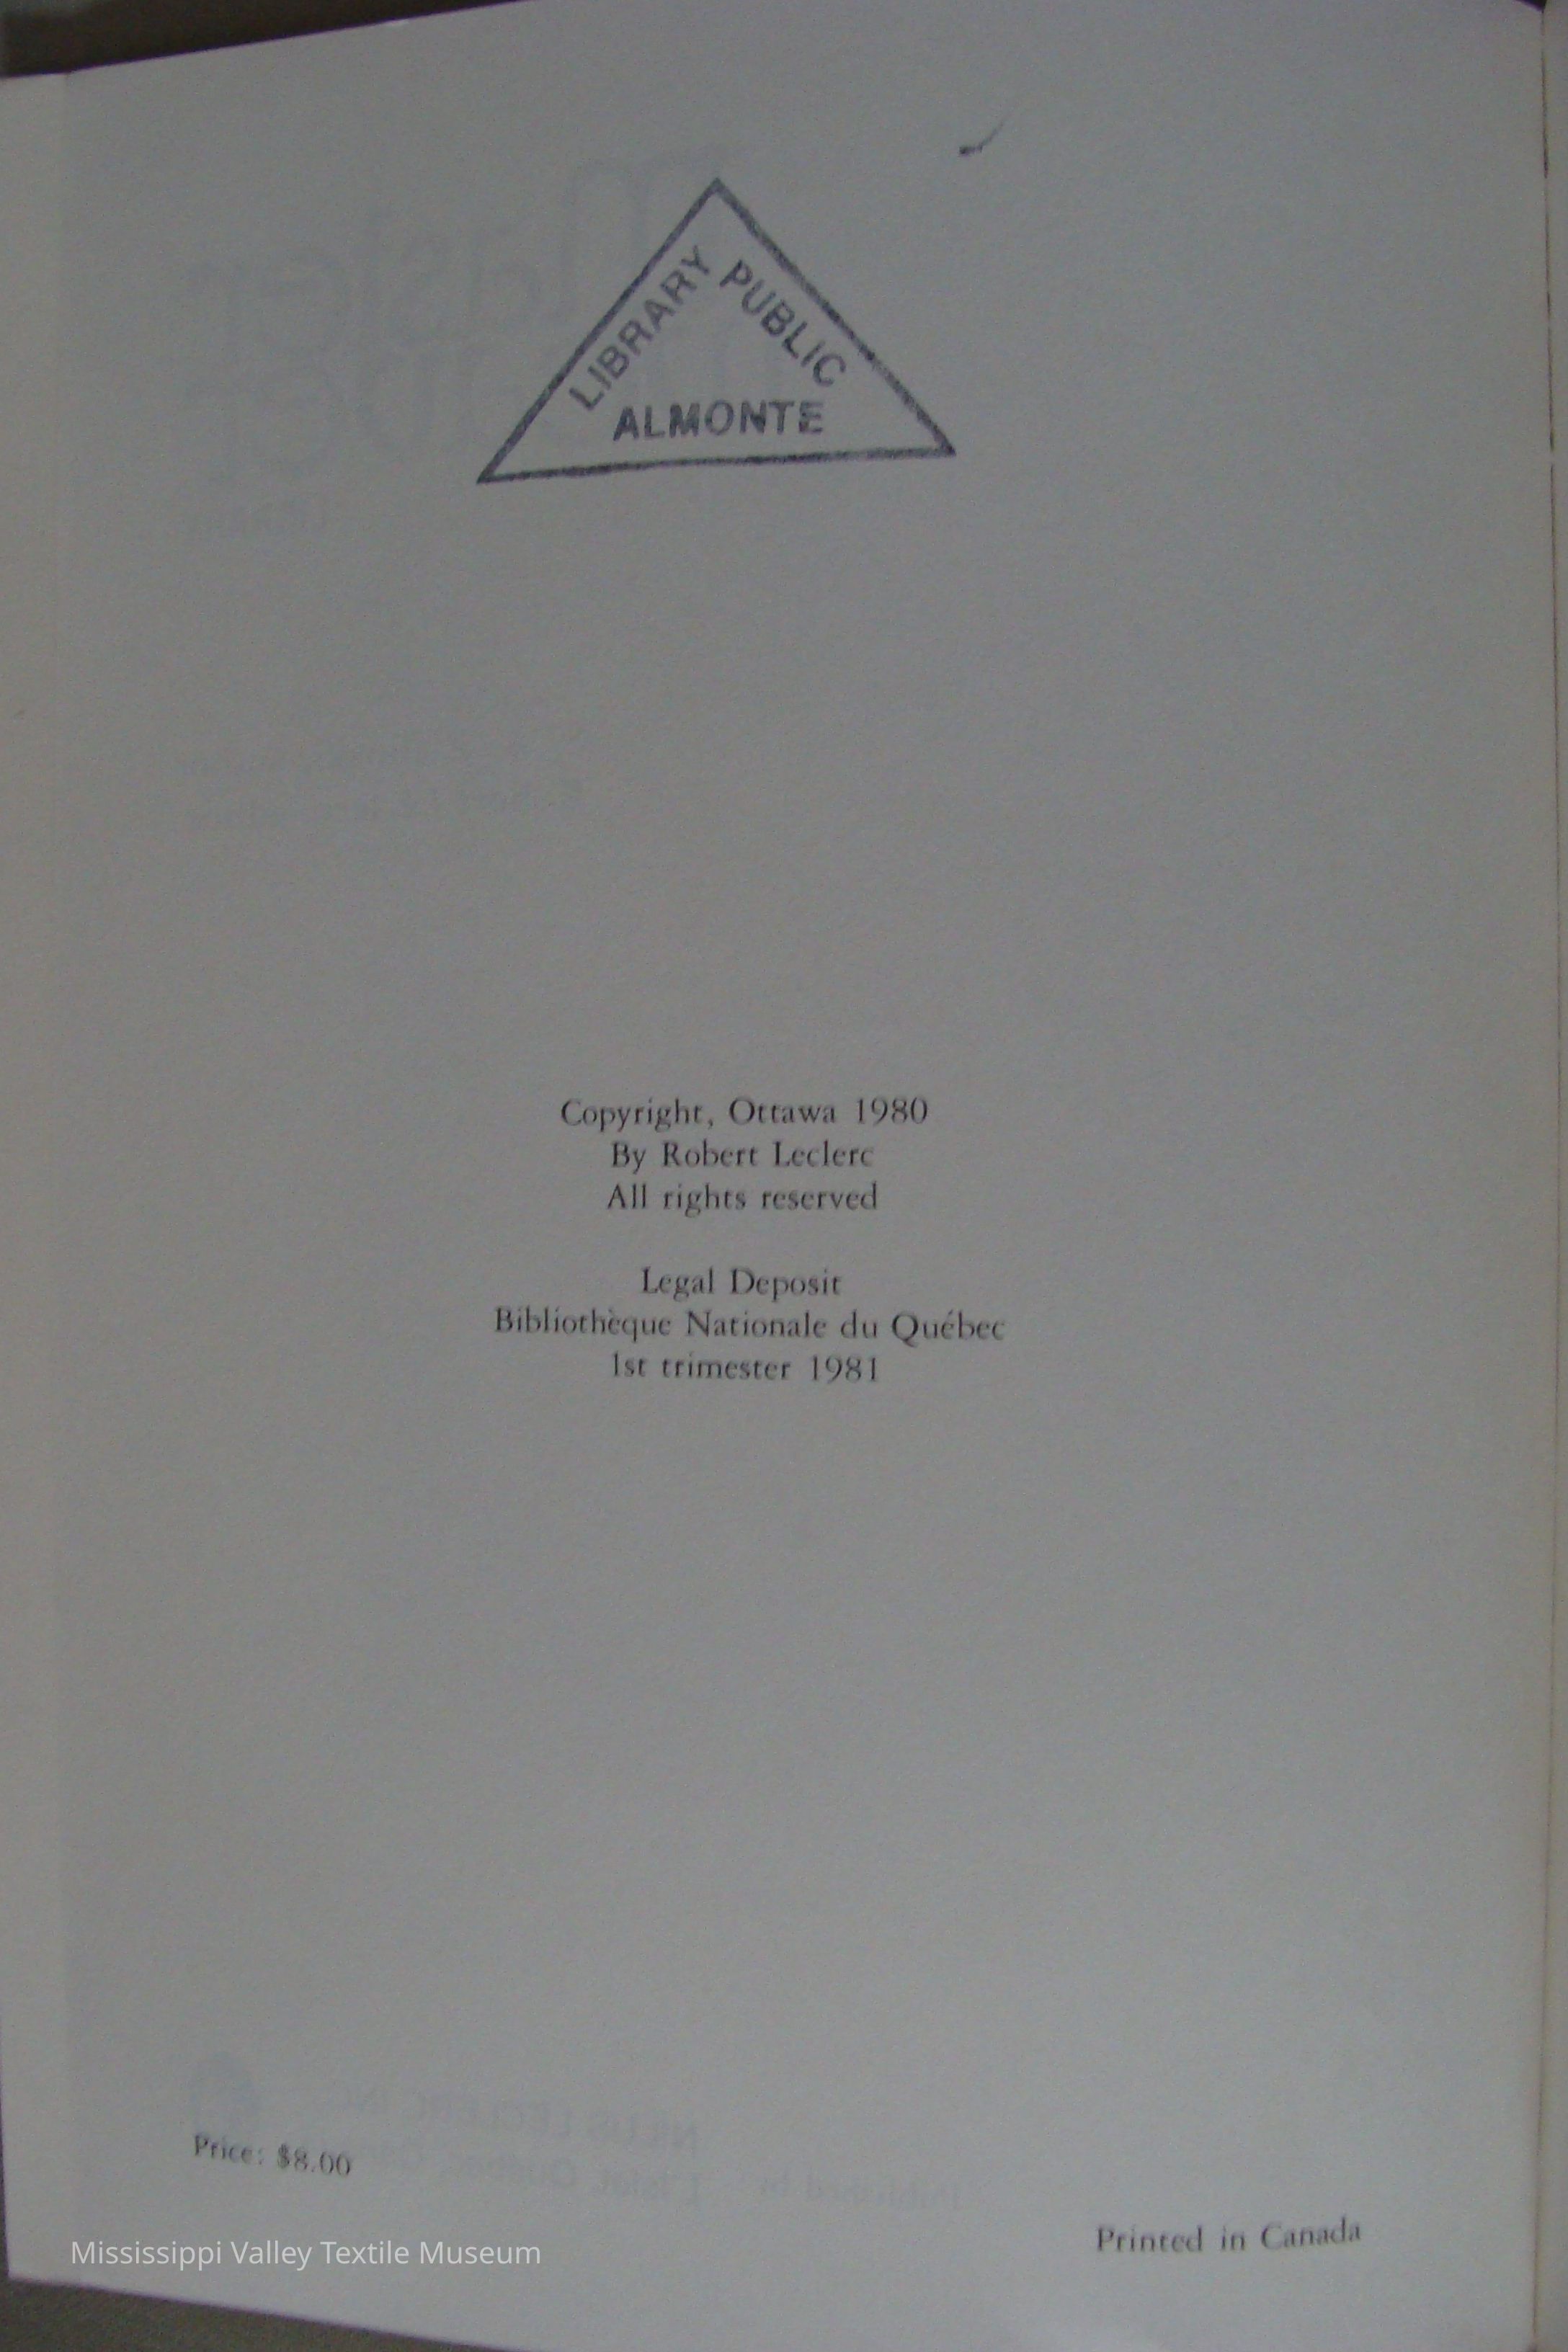 LIBRARY
PUBLIC
ALMONTE
Copyright, Ottawa 1980
By Robert Leclerc
All rights reserved
Legal Deposit
Bibliothèque Nationale du Québec
1st trimester 1981
Price: $8.00
Printed in Canada
Mississippi Valley Textile Museum